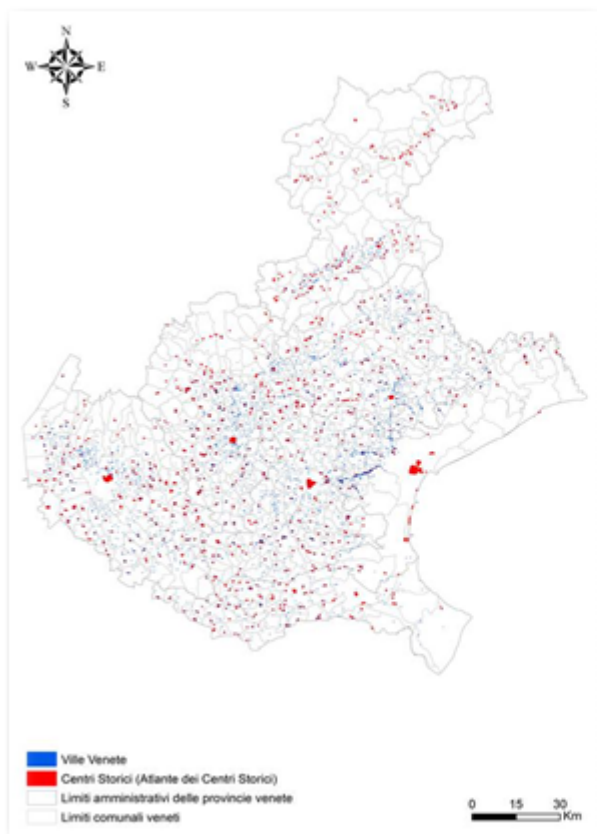 N
W E
S
Ville Venete
Centri Storici (Atlante dei Centri Storici)
Limiti amministrativi delle provincie venete
Limiti comunali veneti
0 15 30
Km